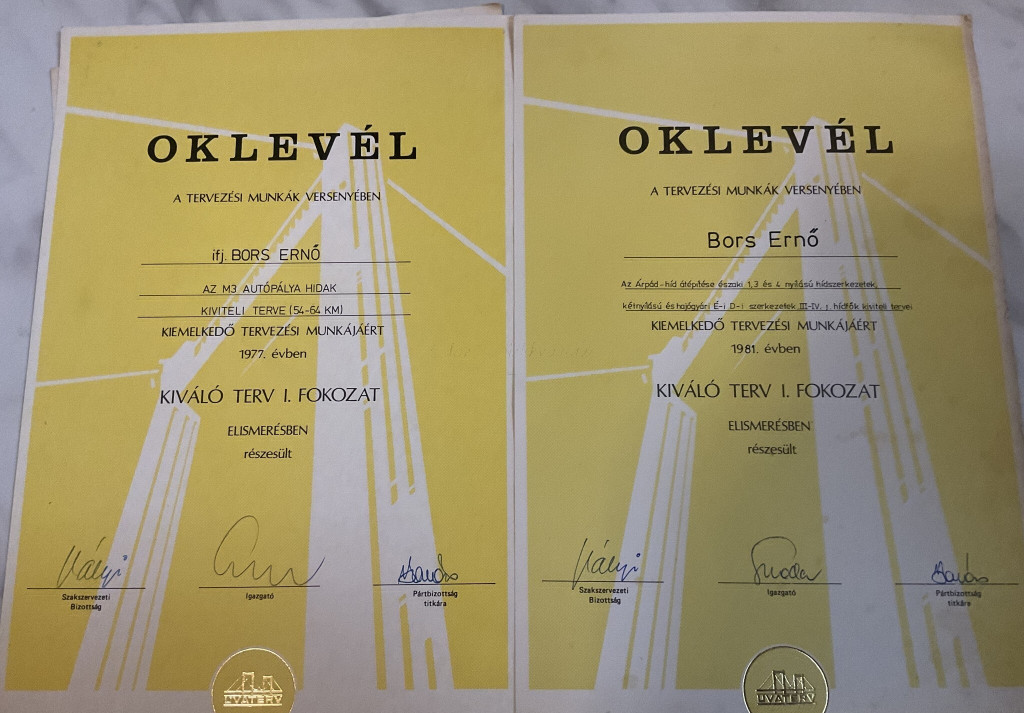 OKLEVÉL
A TERVEZÉSI MUNKÁK VERSENYÉBEN
ifj. BORS ERNŐ
AZ M3 AUTÓPÁLYA HIDAK
KIVITELI TERVE (54-64 KM)
KIEMELKEDŐ TERVEZÉSI MUNKÁJÁÉRT
1977. évben
KIVÁLÓ TERV I. FOKOZAT
ELISMERÉSBEN
részesült
Szakszervezeti
Bizottság
Igazgató
Pártbizottság
titkára
UVATERV
OKLEVÉL
A TERVEZÉSI MUNKÁK VERSENYÉBEN
Bors Ernő
Az Árpád-híd átépítése északi 1,3 és 4 nyílású hídszerkezetek,
kétnyílású és hajógyári É-i D-i szerkezetek III-IV. j. hídfők kiviteli tervei
KIEMELKEDŐ TERVEZÉSI MUNKÁJÁÉRT
1981. évben
KIVÁLÓ TERV I. FOKOZAT
ELISMERÉSBEN
részesült
Szakszervezeti
Bizottság
Igazgató
Pártbizottság
titkára
UVATERV